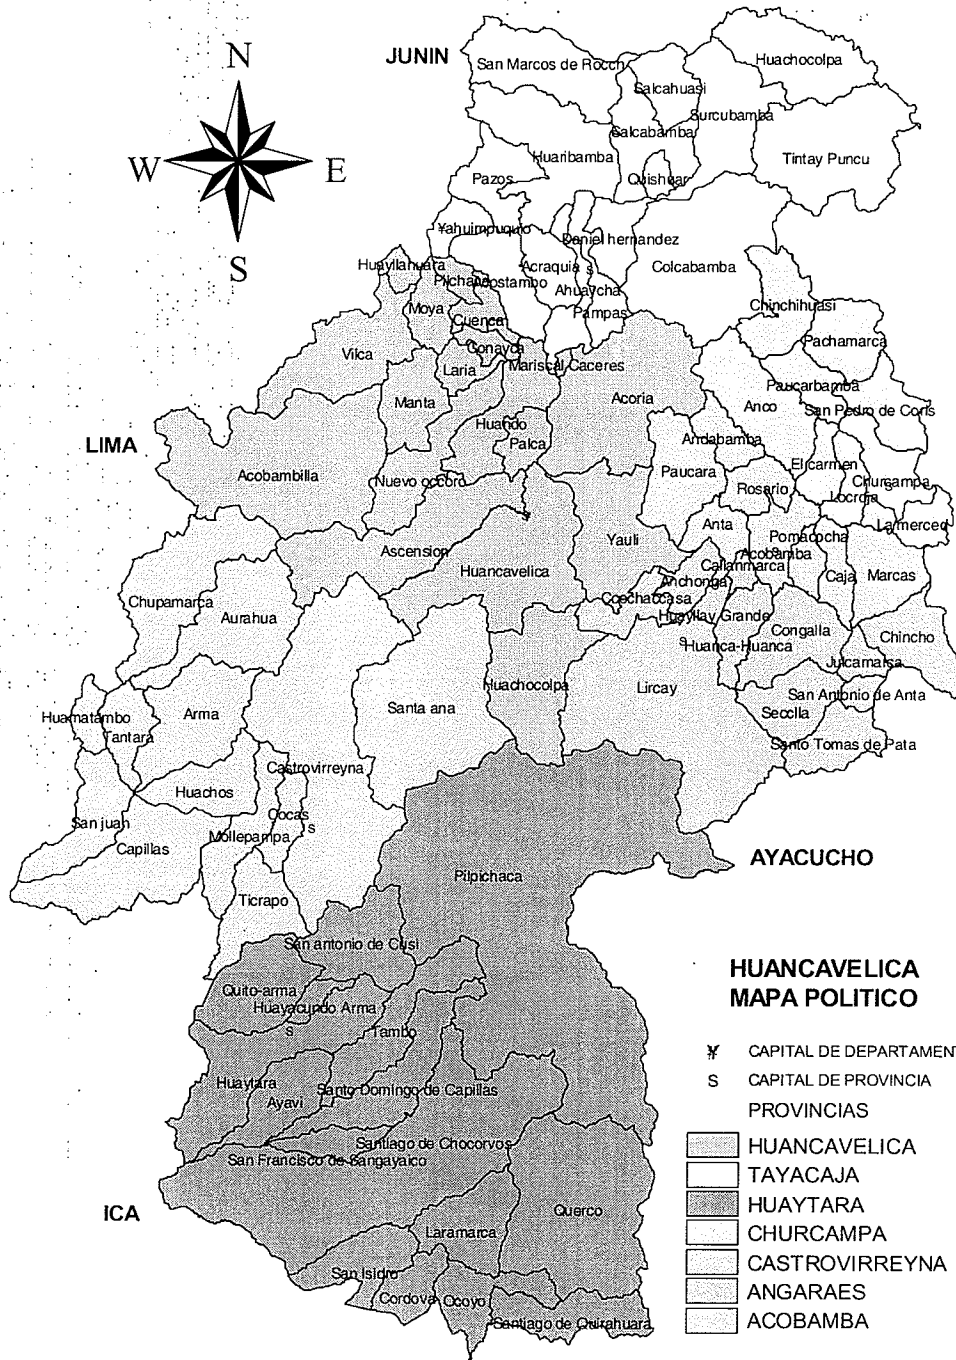 JUNIN
N
W
E
S
San Marcos de Rocch
Huachocolpa
Salcahuasi
Surcubamba
Salcabamba
Tintay Puncu
Huaribamba
Pazos
Quishuar
Yahuimpuquio
Daniel hernandez
Huayllahuara
Acraquia
s
Colcabamba
Pilchaca
Acostambo
Ahuaycha
Moya
Pampas
Chinchihuasi
Cuenca
Pachamarca
Vilca
Conayca
Laria
Mariscal Caceres
Paucarbamba
Manta
Acoria
Anco
San Pedro de Coris
LIMA
Huando
Palca
Andabamba
Acobambilla
Nuevo occoro
Paucara
El carmen
Churcampa
s
Rosario
Locroja
La merced
Anta
Ascension
Yauli
Pomacocha
Acobamba
s
Huancavelica
Callanmarca
Anchonga
Caja
Marcas
Chupamarca
Ccochaccasa
Aurahua
Huayllay Grande
s
Congalla
Chincho
Huanca-Huanca
Julcamarca
Huachocolpa
Lircay
San Antonio de Anta
Huamatambo
Arma
Santa ana
Secclla
Tantara
Santo Tomas de Pata
Castrovirreyna
Huachos
San juan
Cocas
s
Mollepampa
Capillas
AYACUCHO
Pilpichaca
Ticrapo
San antonio de Cusi
HUANCAVELICA
MAPA POLITICO
Quito-arma
Huayacundo Arma
s
Tambo
¥ CAPITAL DE DEPARTAMEN
s CAPITAL DE PROVINCIA
PROVINCIAS
Huaytara
Ayavi
Santo Domingo de Capillas
Santiago de Chocorvos
San Francisco de Sangayaico
HUANCAVELICA
TAYACAJA
ICA
Querco
HUAYTARA
Laramarca
CHURCAMPA
CASTROVIRREYNA
San Isidro
Cordova
Ocoyo
ANGARAES
Santiago de Quirahuara
ACOBAMBA